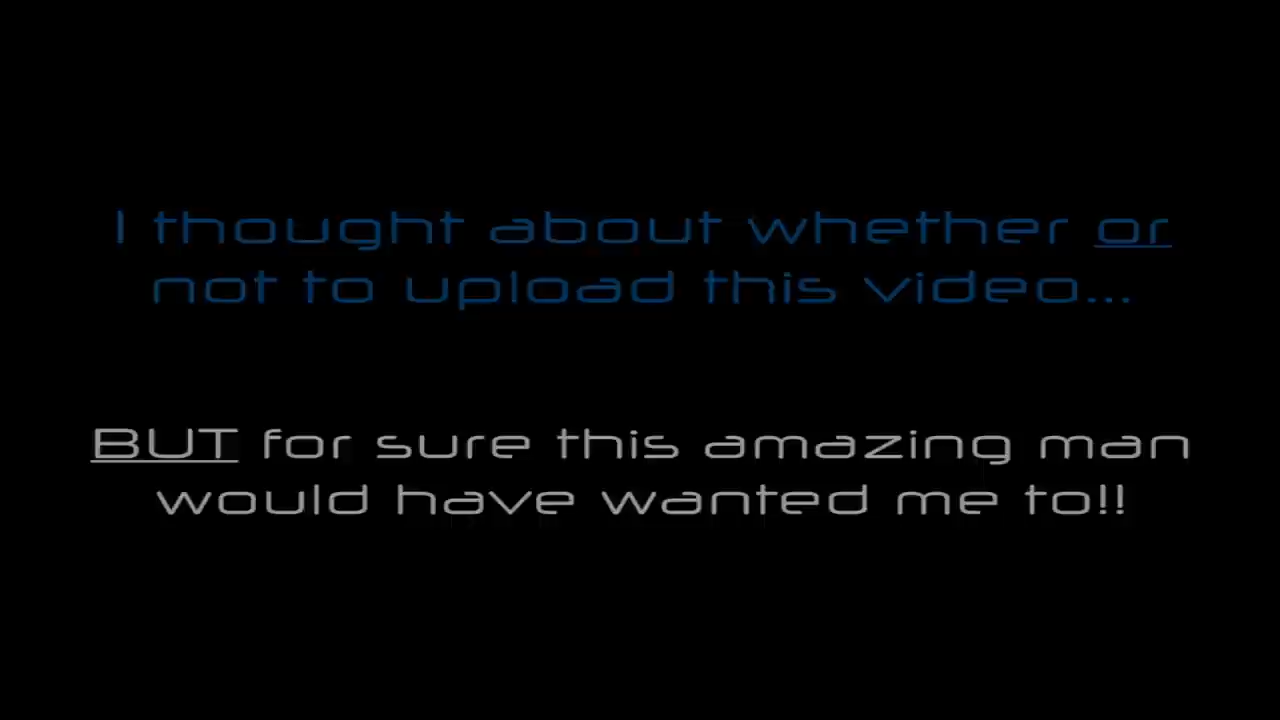 I thought about whether or
not to upload this video...
BUT for sure this amazing man
would have wanted me to!!